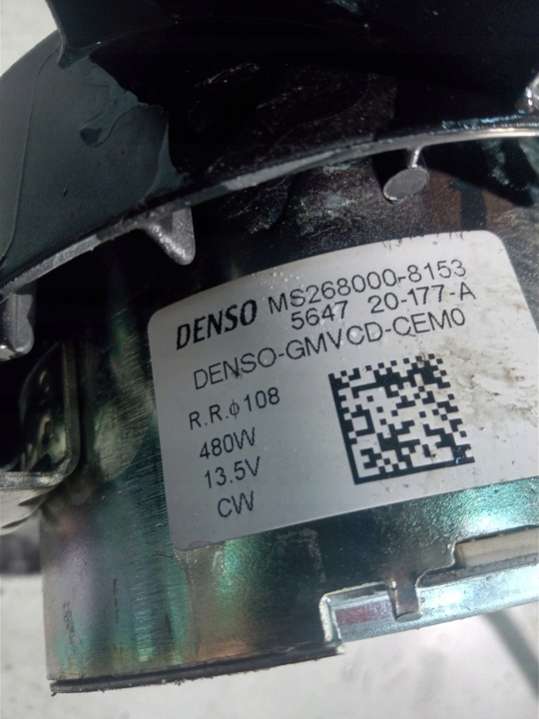 DENSO MS268000-8153
5647 20-177-A
DENSO-GMVCD-CEM0
R.R.ϕ108
480W
13.5V
CW